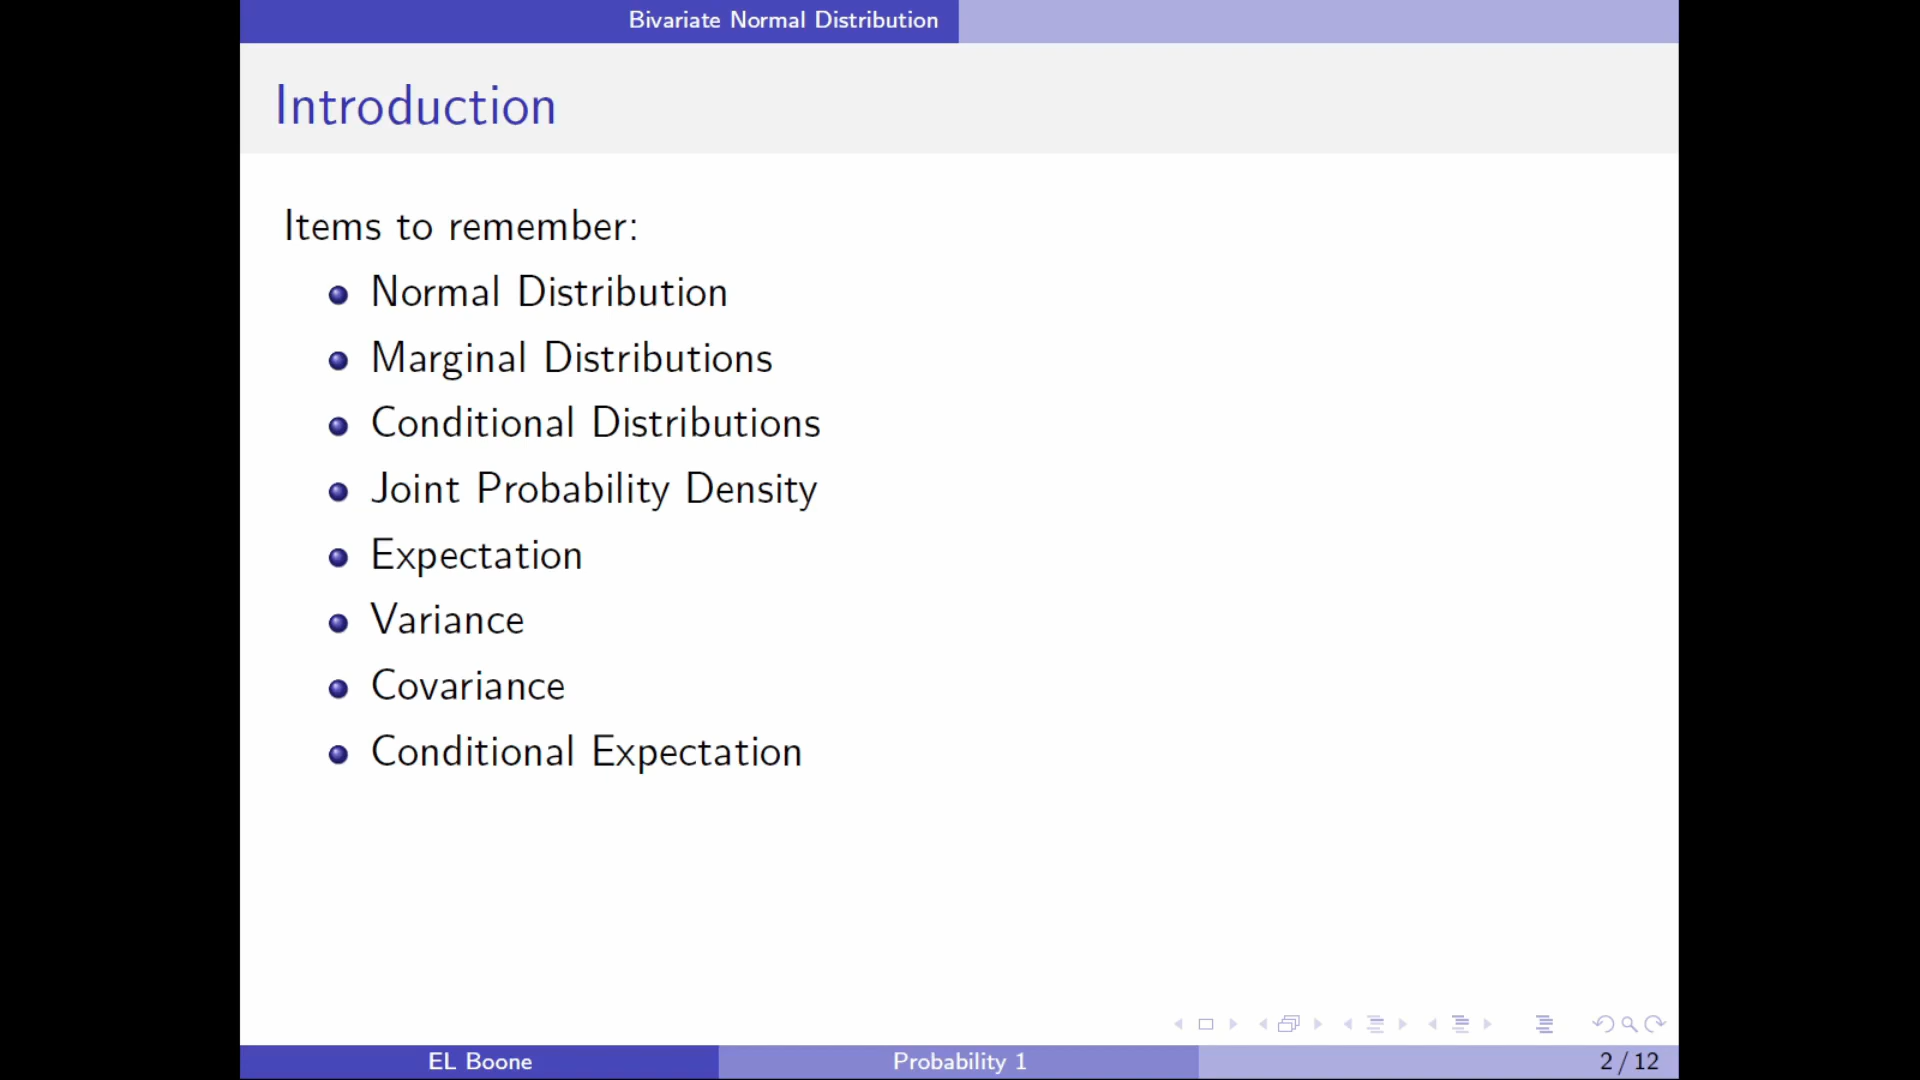 Bivariate Normal Distribution
Introduction
Items to remember:
Normal Distribution
Marginal Distributions
Conditional Distributions
Joint Probability Density
Expectation
Variance
Covariance
Conditional Expectation
EL Boone
Probability 1
2 / 12